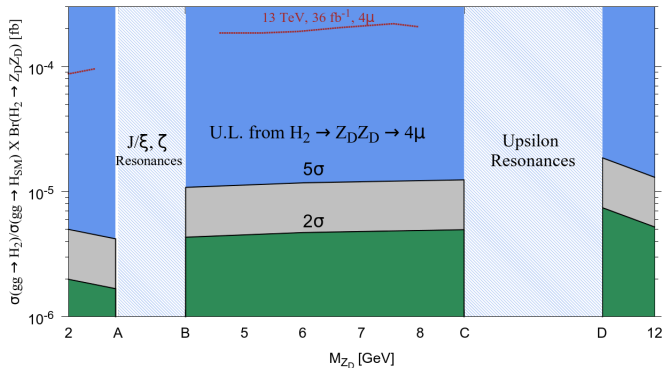 σ(gg → H₂)/σ(gg → H_SM) X Br(H₂ → Z_DZ_D) [fb]
10⁻⁴
10⁻⁵
10⁻⁶
13 TeV, 36 fb⁻¹, 4μ
J/ξ, ζ
Resonances
U.L. from H₂ → Z_DZ_D → 4μ
5σ
2σ
Upsilon
Resonances
2 A B 5 6 7 8 C D 12
M_{Z_D} [GeV]